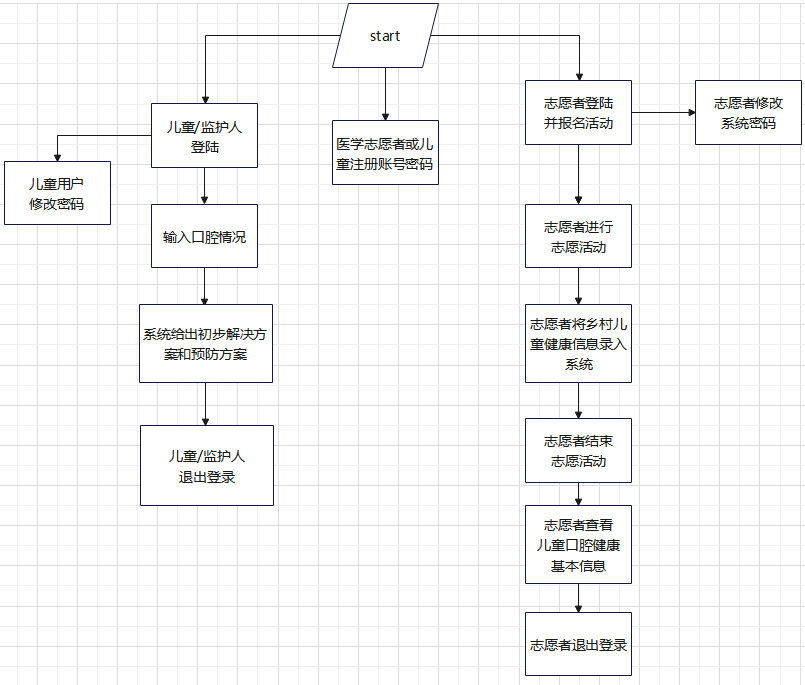 start
儿童/监护人
登陆
儿童用户
修改密码
输入口腔情况
系统给出初步解决方
案和预防方案
儿童/监护人
退出登录
医学志愿者或儿
童注册账号密码
志愿者登陆
并报名活动
志愿者修改
系统密码
志愿者进行
志愿活动
志愿者将乡村儿
童健康信息录入
系统
志愿者结束
志愿活动
志愿者查看
儿童口腔健康
基本信息
志愿者退出登录